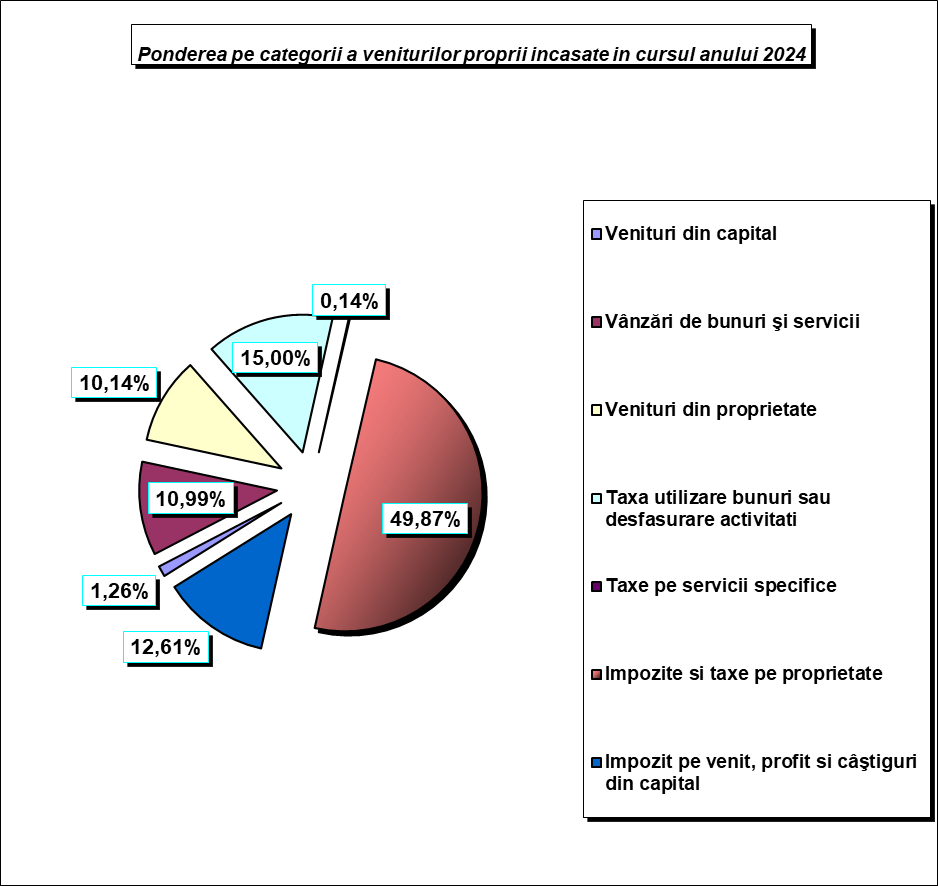 Ponderea pe categorii a veniturilor proprii incasate in cursul anului 2024
0,14%
15,00%
10,14%
10,99%
49,87%
1,26%
12,61%
Venituri din capital
Vânzări de bunuri şi servicii
Venituri din proprietate
Taxa utilizare bunuri sau
desfasurare activitati
Taxe pe servicii specifice
Impozite si taxe pe proprietate
Impozit pe venit, profit si câştiguri
din capital